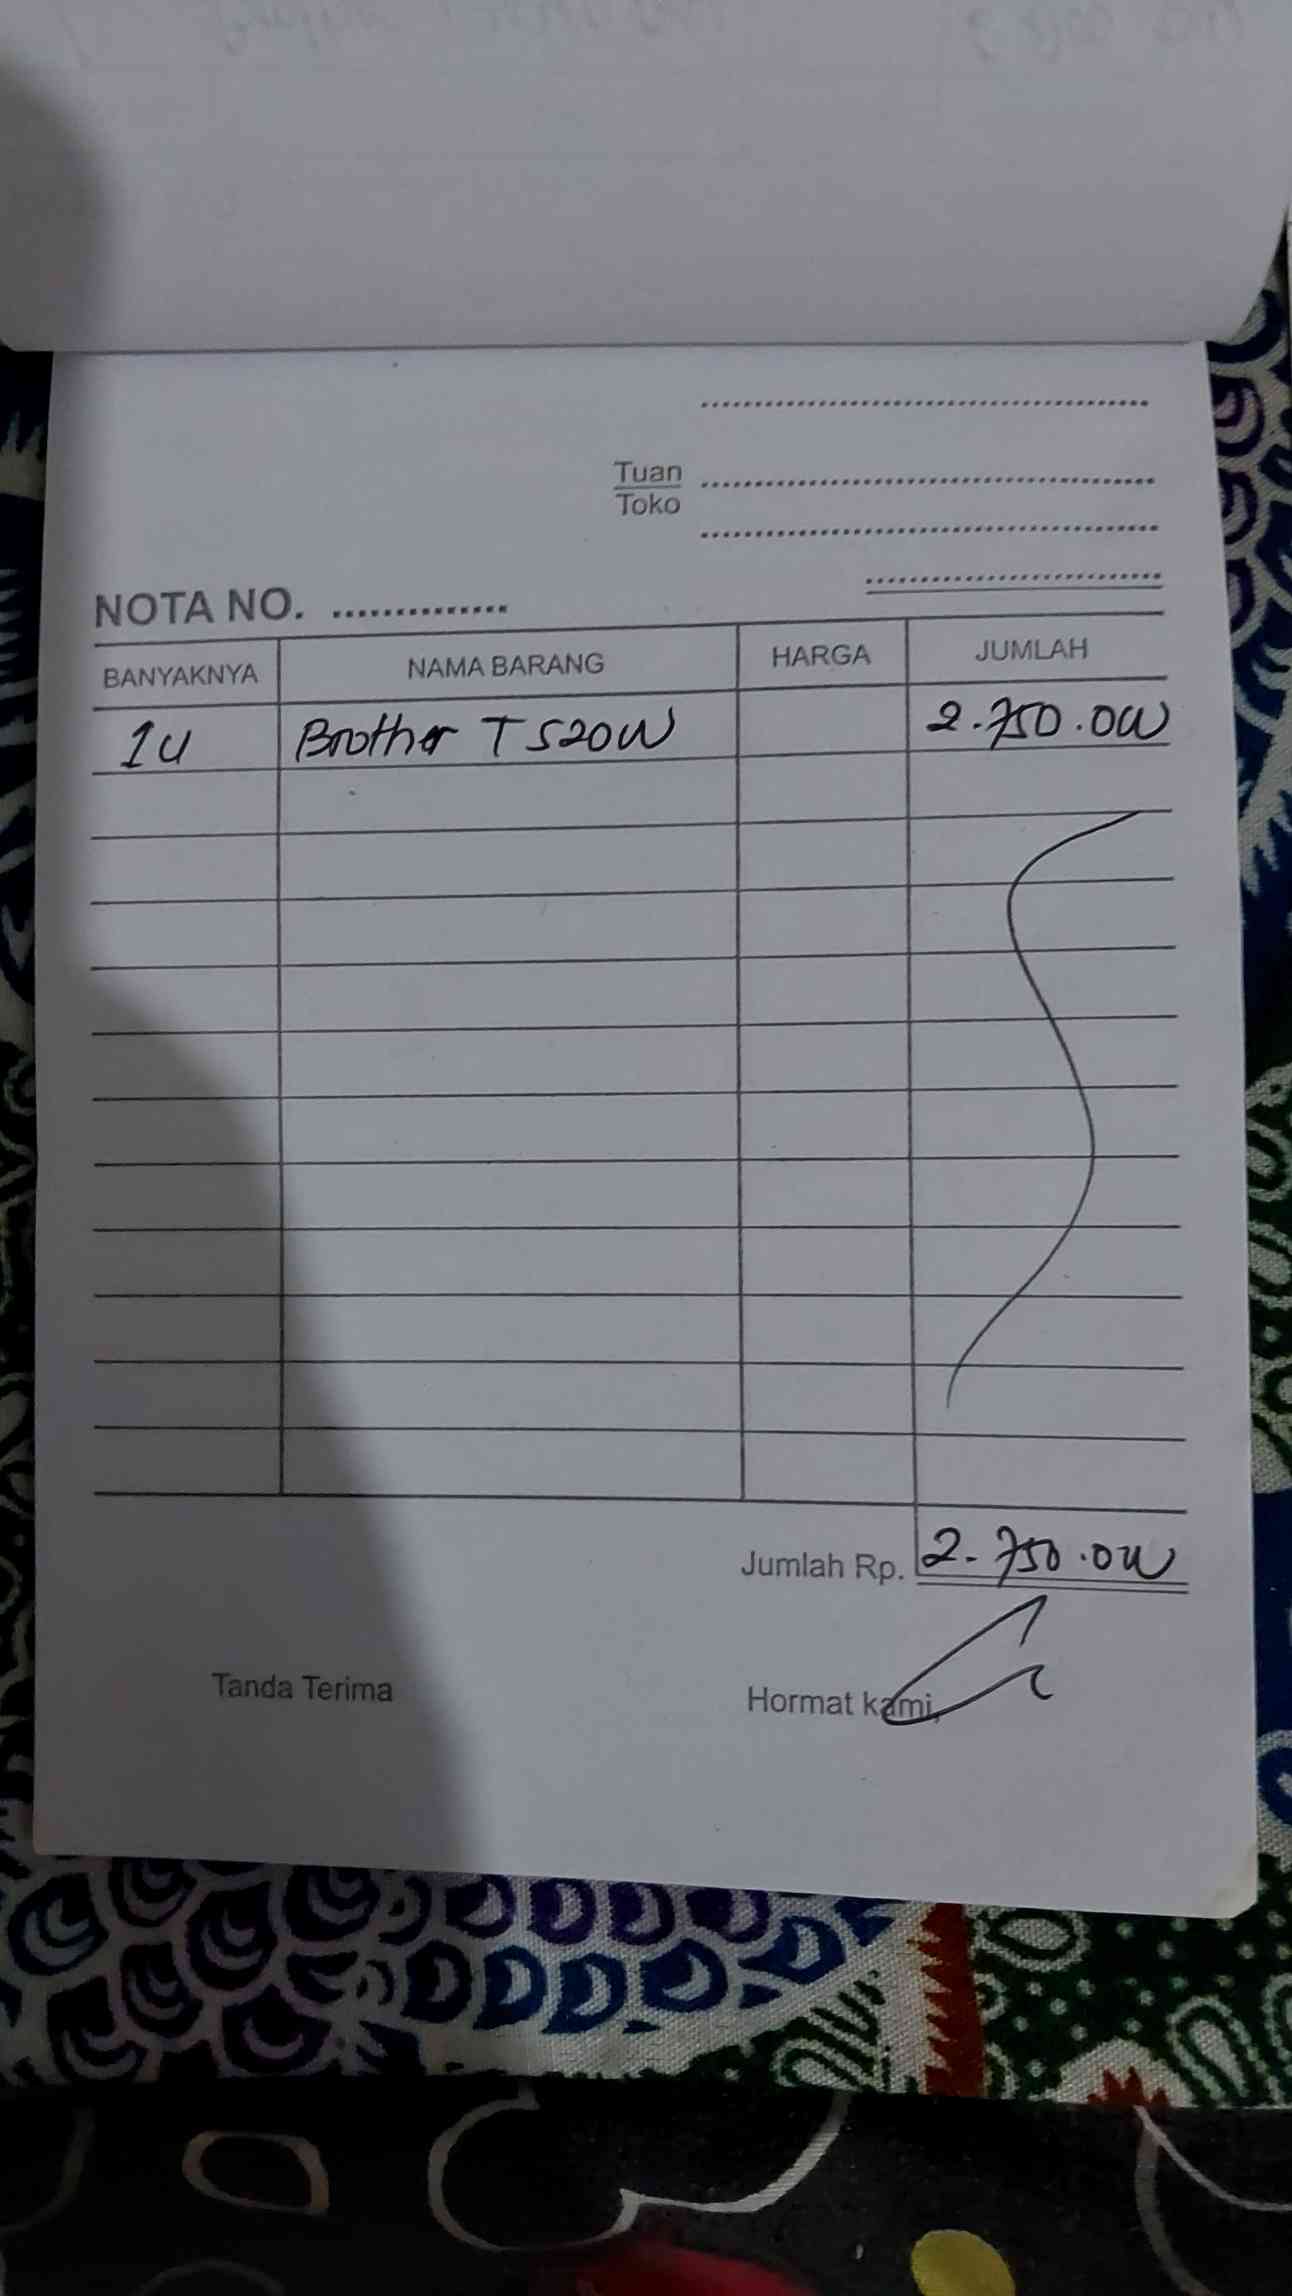 Tuan
Toko
NOTA NO. ..............
BANYAKNYA NAMA BARANG HARGA JUMLAH
1u Brother T520W 2.750.000
Jumlah Rp. 2.750.000
Tanda Terima Hormat kami,